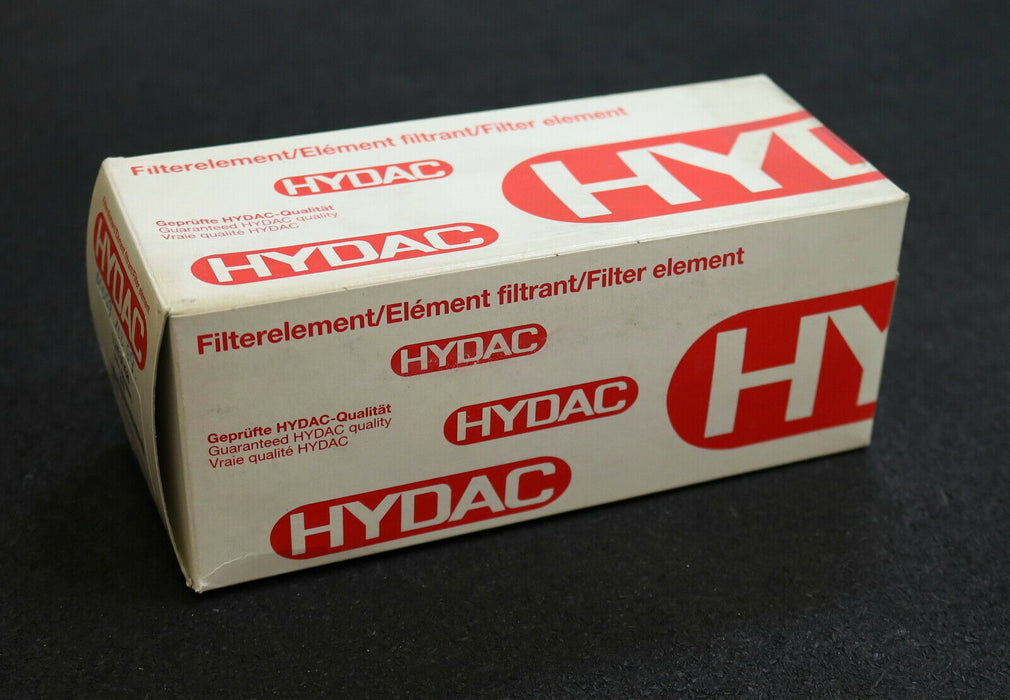 Filterelement/Elément filtrant/Filter element
HYDAC
HYD
Geprüfte HYDAC-Qualität
Guaranteed HYDAC quality
Vraie qualité HYDAC
HYDAC
HYDAC
Filterelement/Elément filtrant/Filter element
HYDAC
HY
HYDAC
Geprüfte HYDAC-Qualität
Guaranteed HYDAC quality
Vraie qualité HYDAC
HYDAC